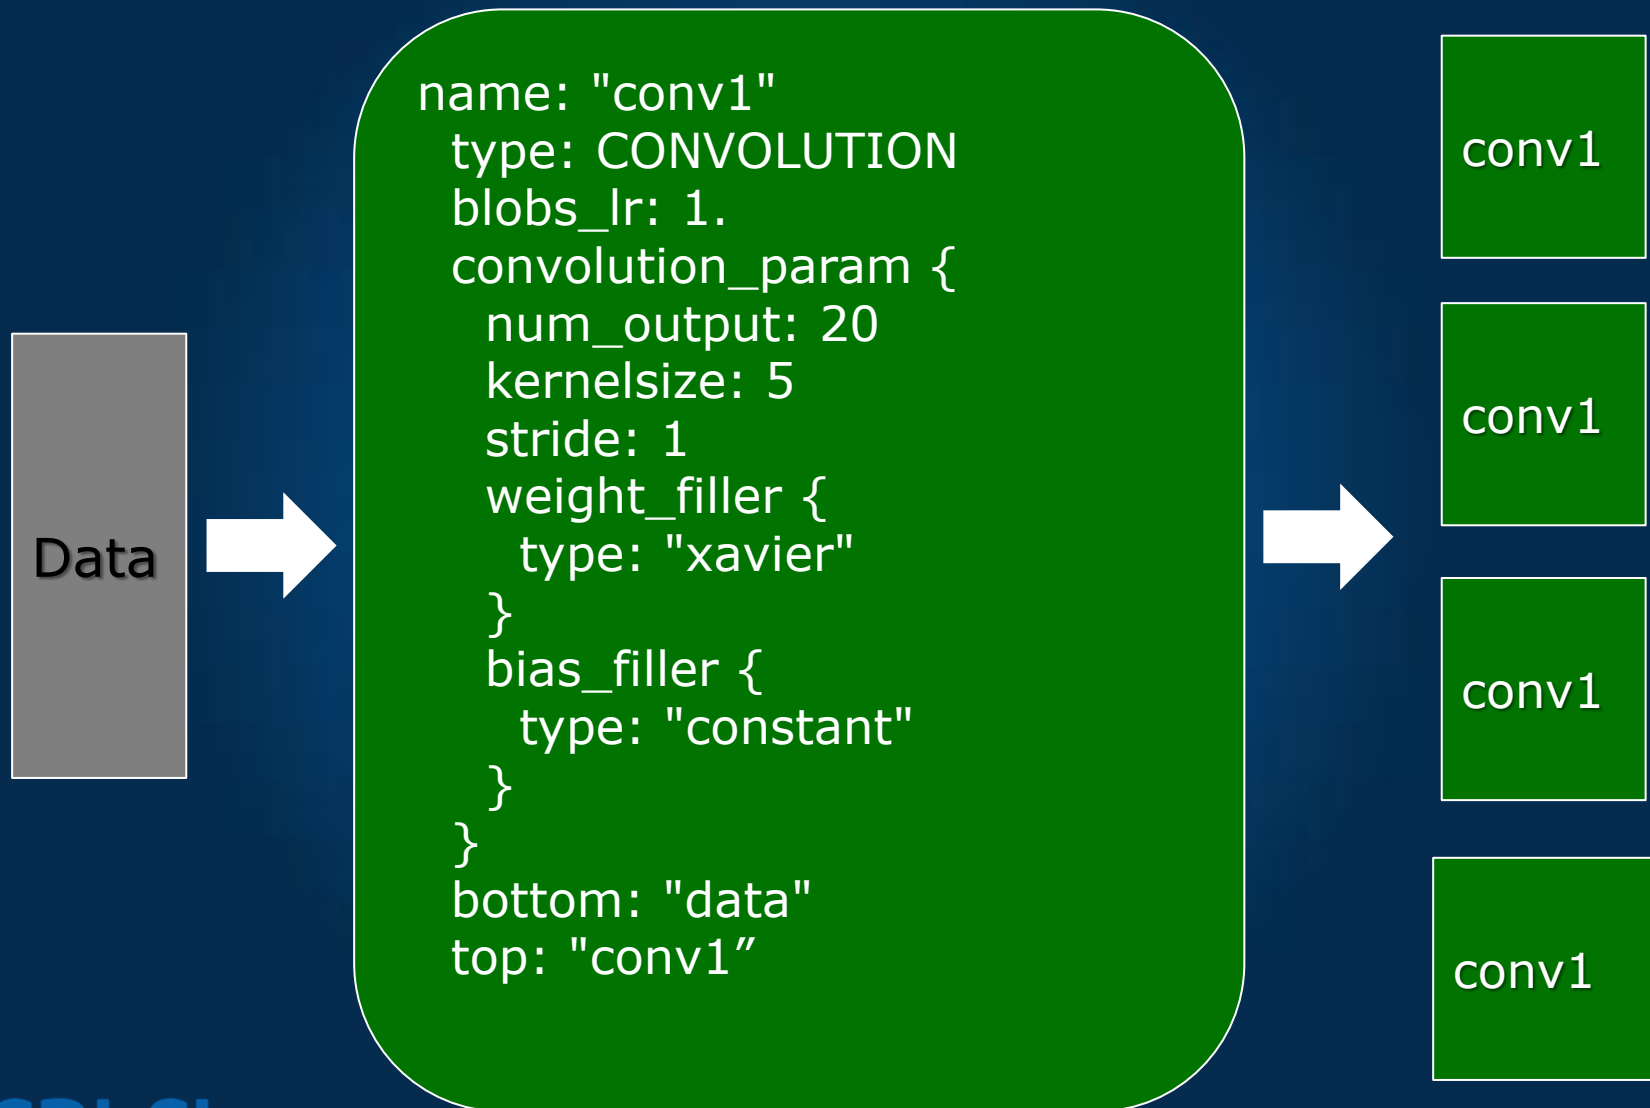 Data
name: "conv1"
type: CONVOLUTION
blobs_lr: 1.
convolution_param {
num_output: 20
kernelsize: 5
stride: 1
weight_filler {
type: "xavier"
}
bias_filler {
type: "constant"
}
}
bottom: "data"
top: "conv1”
conv1
conv1
conv1
conv1